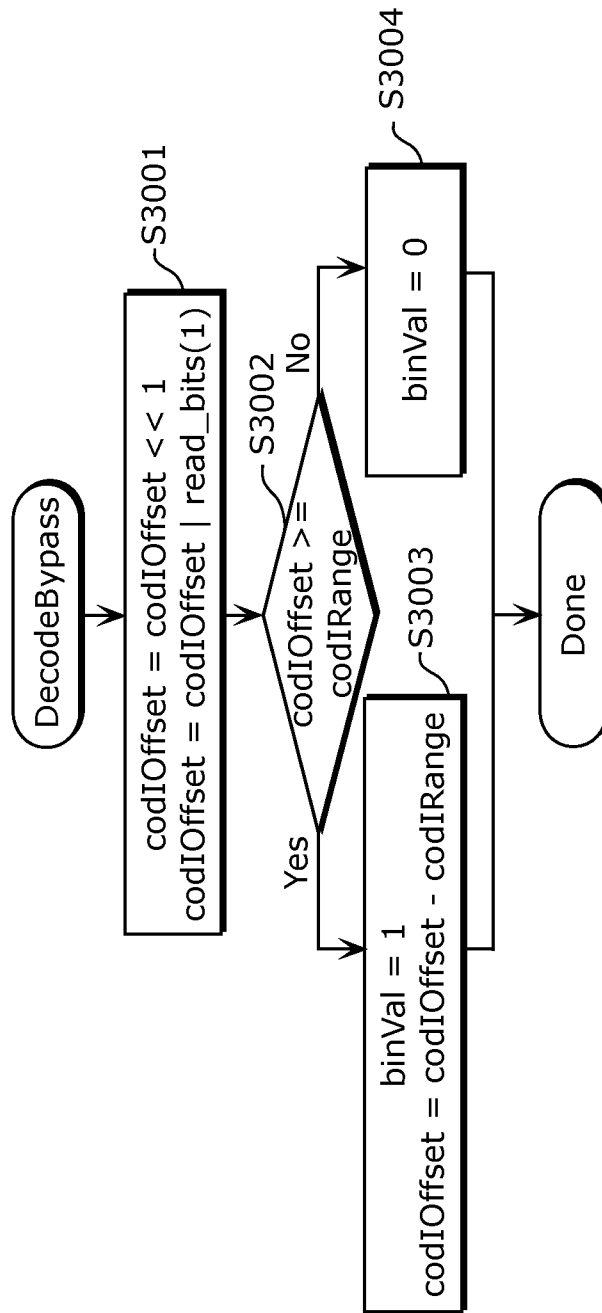 DecodeBypass
S3001
codIOffset = codIOffset << 1
codIOffset = codIOffset | read_bits(1)
S3002
codIOffset >=
codIRange
Yes
No
S3003
binVal = 1
codIOffset = codIOffset - codIRange
S3004
binVal = 0
Done